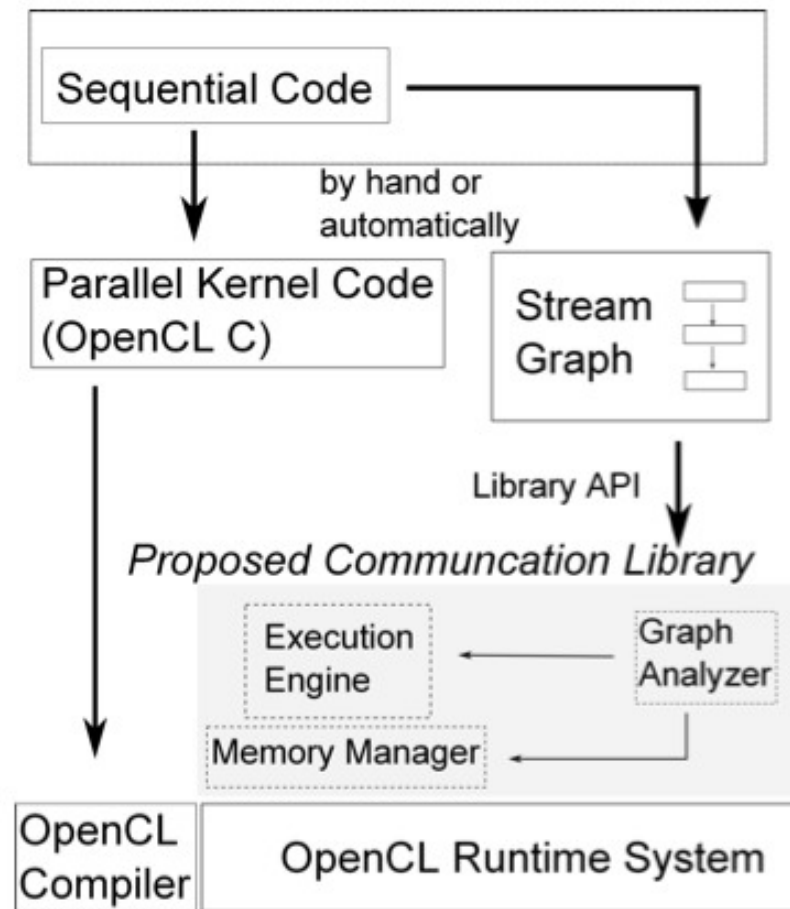 Sequential Code
by hand or
automatically
Parallel Kernel Code
(OpenCL C)
Stream
Graph
Library API
Proposed Communcation Library
Execution
Engine
Graph
Analyzer
Memory Manager
OpenCL
Compiler
OpenCL Runtime System